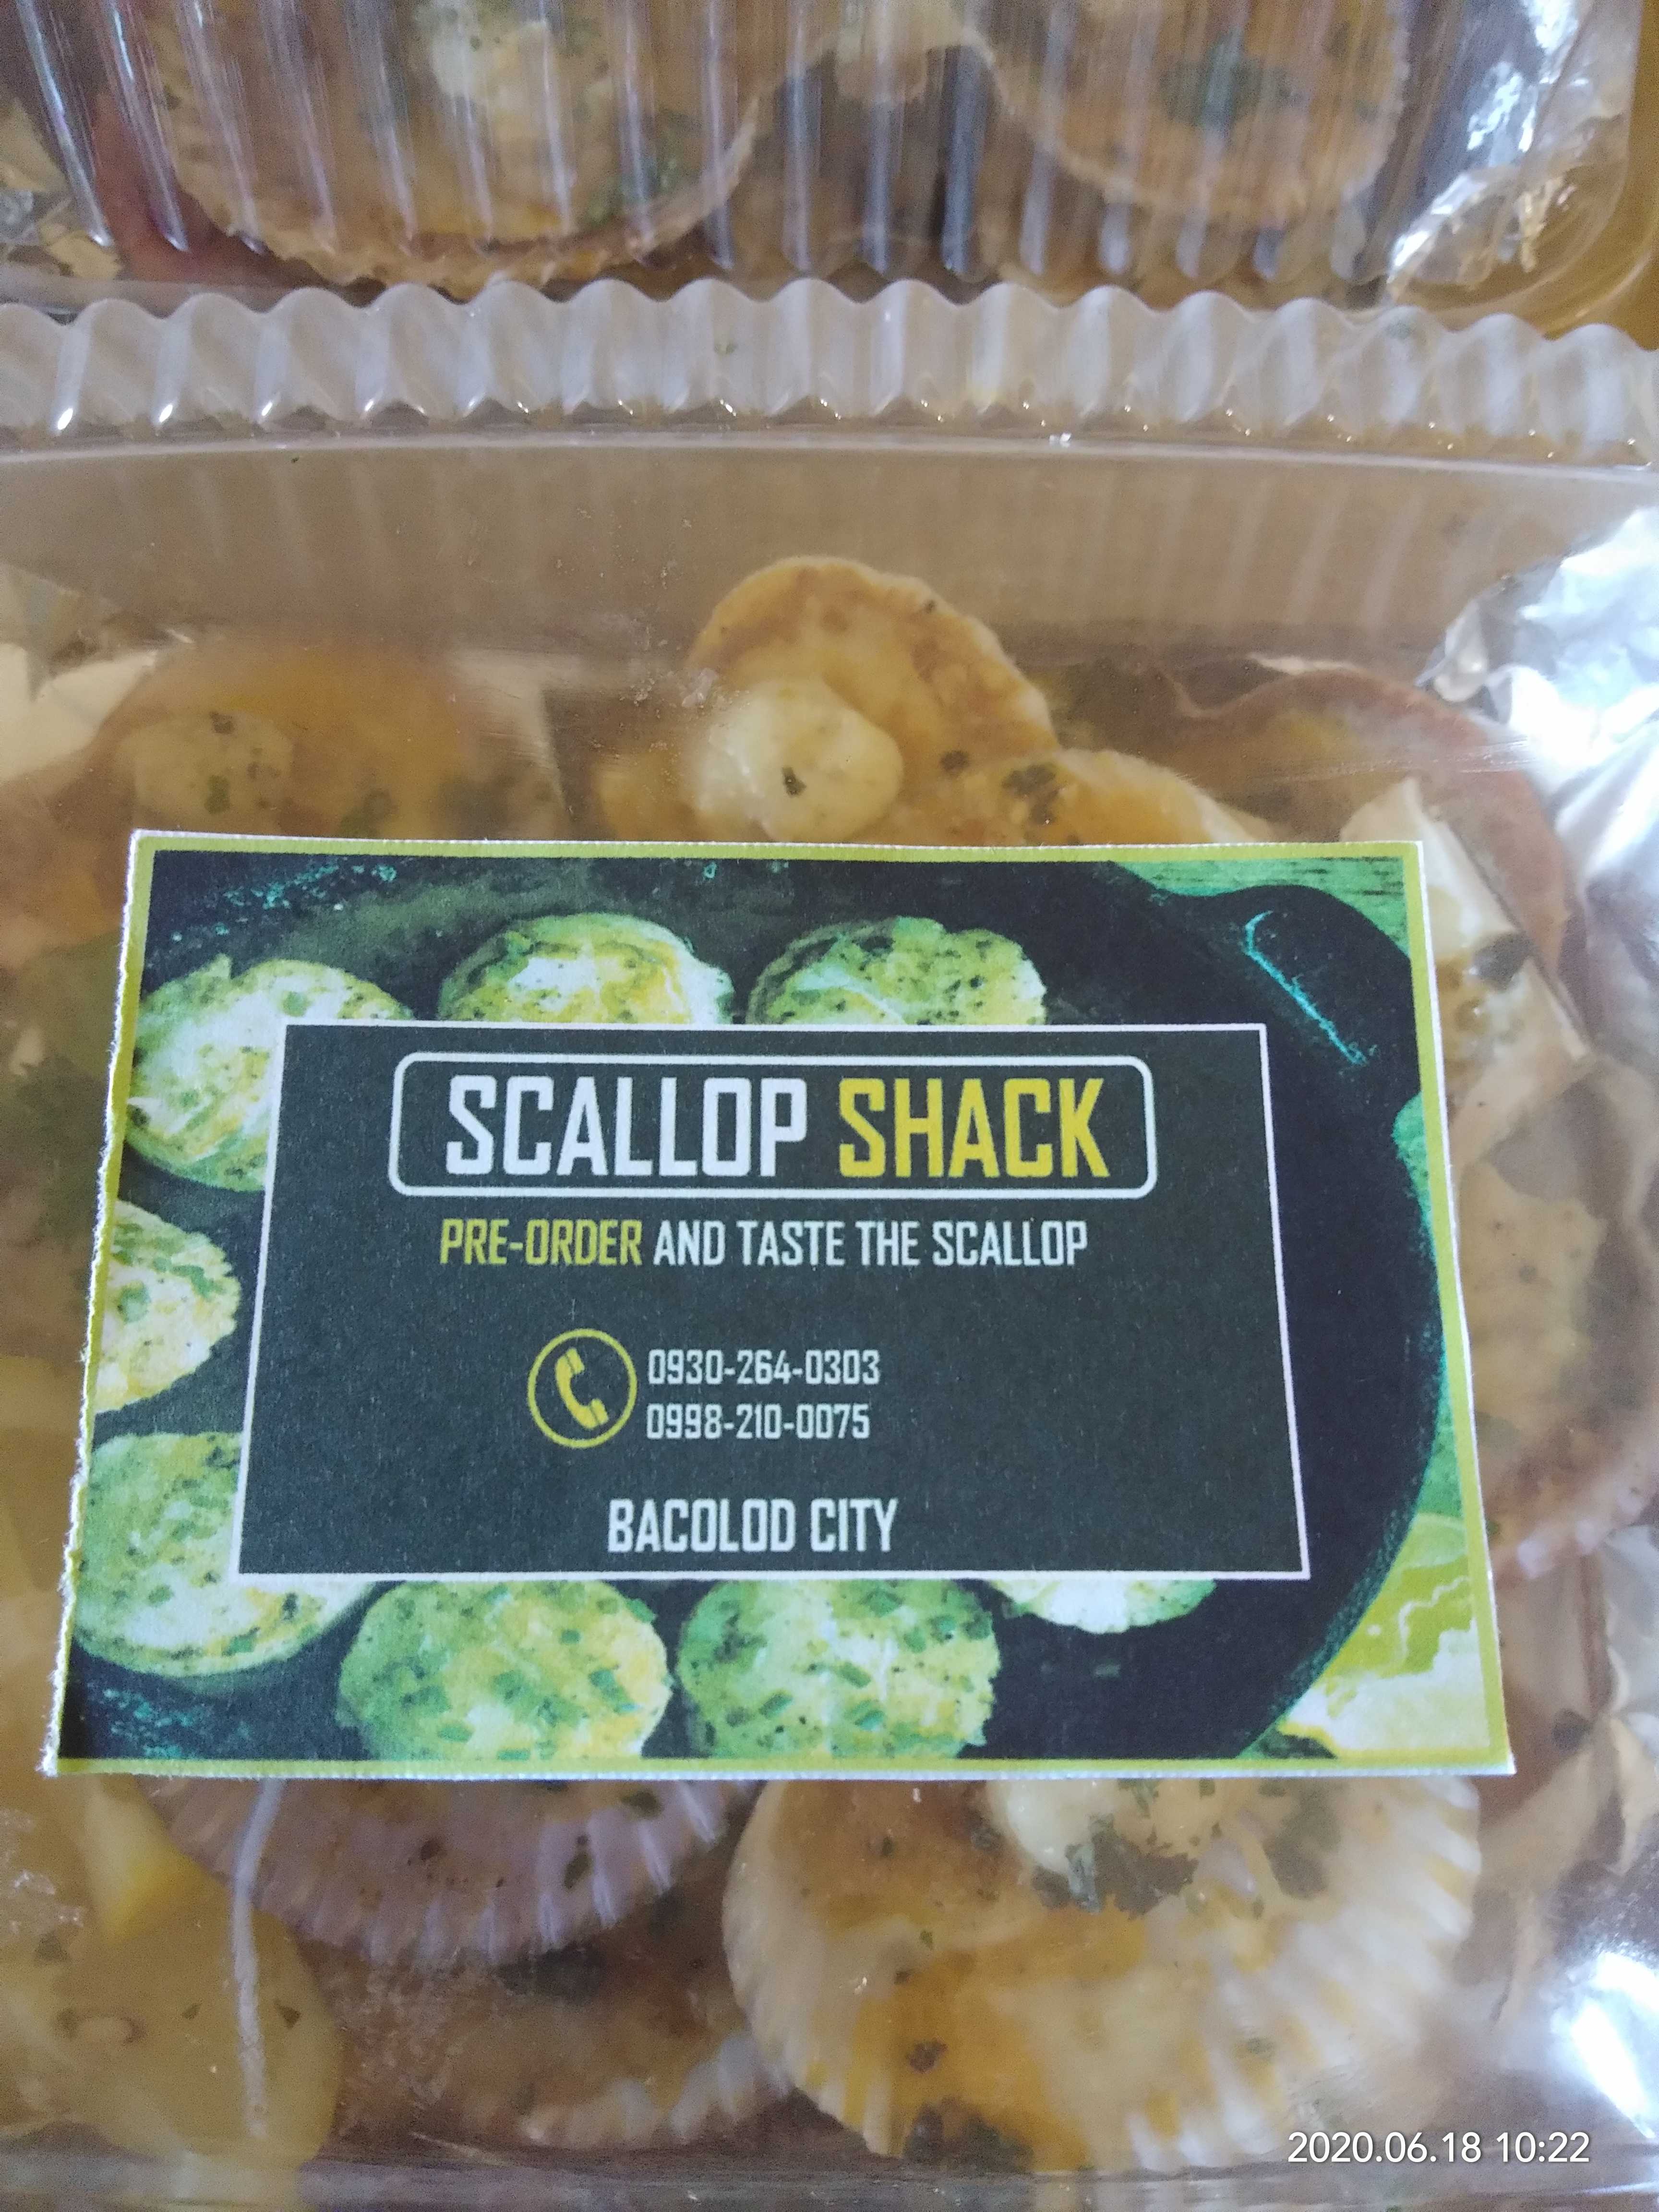 SCALLOP SHACK
PRE-ORDER AND TASTE THE SCALLOP
0930-264-0303
0998-210-0075
BACOLOD CITY
2020.06.18 10:22